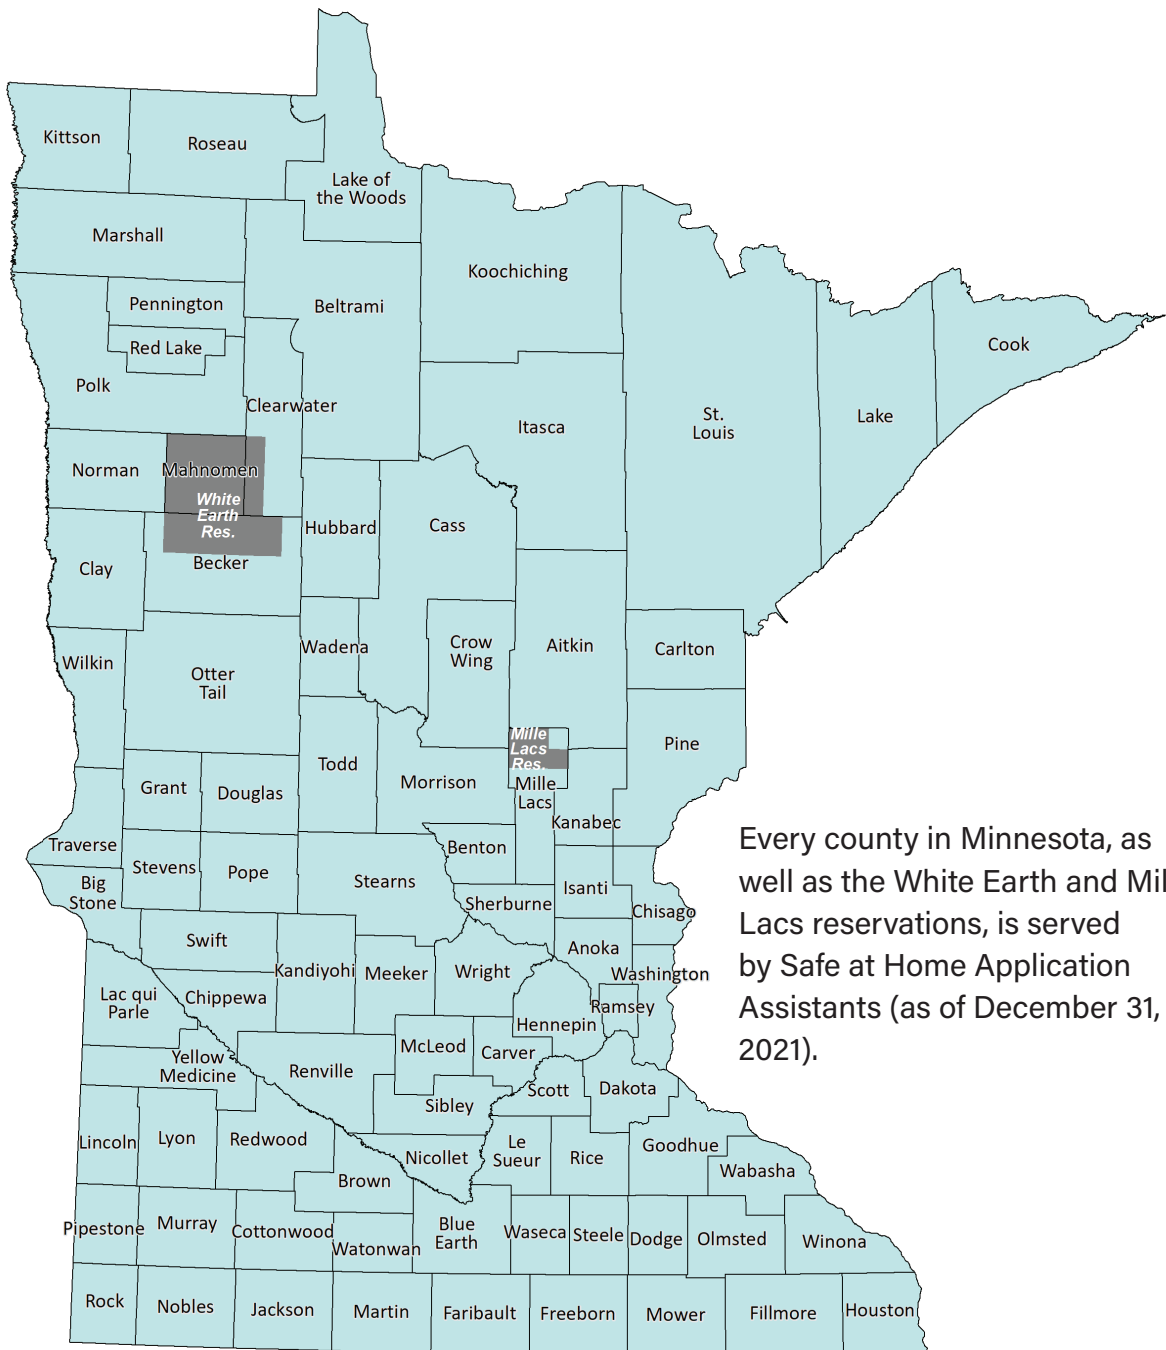 Kittson
Roseau
Lake of
the Woods
Marshall
Koochiching
Pennington
Beltrami
Red Lake
Cook
Polk
Clearwater
St.
Louis
Lake
Itasca
Norman
Mahnomen
White
Earth
Res.
Hubbard
Cass
Clay
Becker
Wilkin
Wadena
Crow
Wing
Aitkin
Carlton
Otter
Tail
Mille
Lacs
Res.
Pine
Todd
Morrison
Mille
Lacs
Grant
Douglas
Kanabec
Traverse
Benton
Stevens
Pope
Stearns
Isanti
Big
Stone
Sherburne
Chisago
Swift
Anoka
Kandiyohi
Meeker
Wright
Washington
Lac qui
Parle
Chippewa
Ramsey
Hennepin
McLeod
Carver
Yellow
Medicine
Renville
Scott
Dakota
Sibley
Lincoln
Lyon
Redwood
Le
Sueur
Rice
Goodhue
Nicollet
Wabasha
Brown
Pipestone
Murray
Cottonwood
Watonwan
Blue
Earth
Waseca
Steele
Dodge
Olmsted
Winona
Rock
Nobles
Jackson
Martin
Faribault
Freeborn
Mower
Fillmore
Houston
Every county in Minnesota, as
well as the White Earth and Mil
Lacs reservations, is served
by Safe at Home Application
Assistants (as of December 31,
2021).